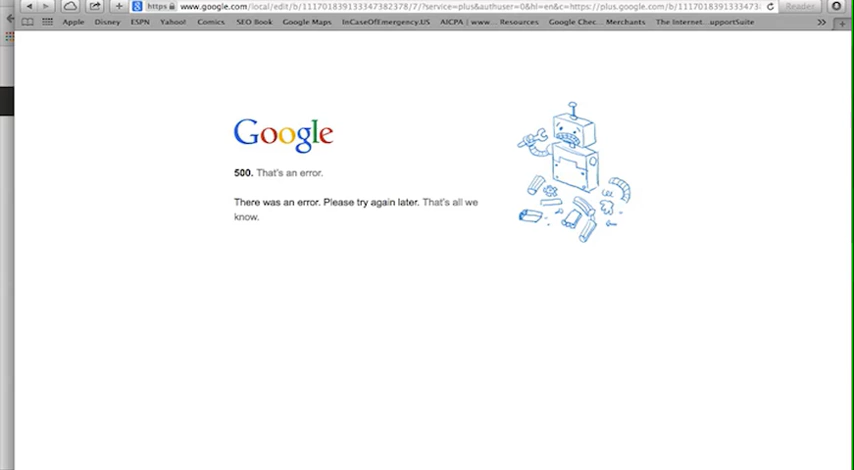 https www.google.com/local/edit/b/111701839133347382378/7/?service=plus&authuser=0&hl=en&c=https://plus.google.com/b/1117018391333473 Reader
Apple Disney ESPN Yahoo! Comics SEO Book Google Maps InCaseOfEmergency.US AICPA | www... Resources Google Chec... Merchants The Internet...upportSuite
Google
500. That's an error.
There was an error. Please try again later. That's all we
know.